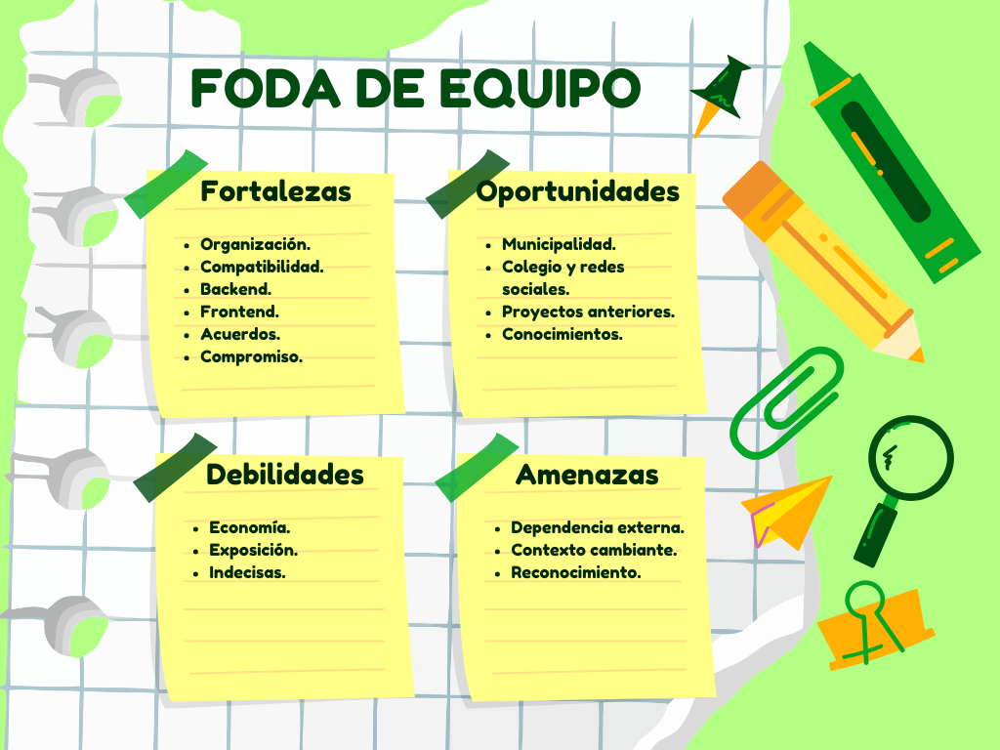 FODA DE EQUIPO
Fortalezas
Organización.
Compatibilidad.
Backend.
Frontend.
Acuerdos.
Compromiso.
Oportunidades
Municipalidad.
Colegio y redes
sociales.
Proyectos anteriores.
Conocimientos.
Debilidades
Economía.
Exposición.
Indecisas.
Amenazas
Dependencia externa.
Contexto cambiante.
Reconocimiento.